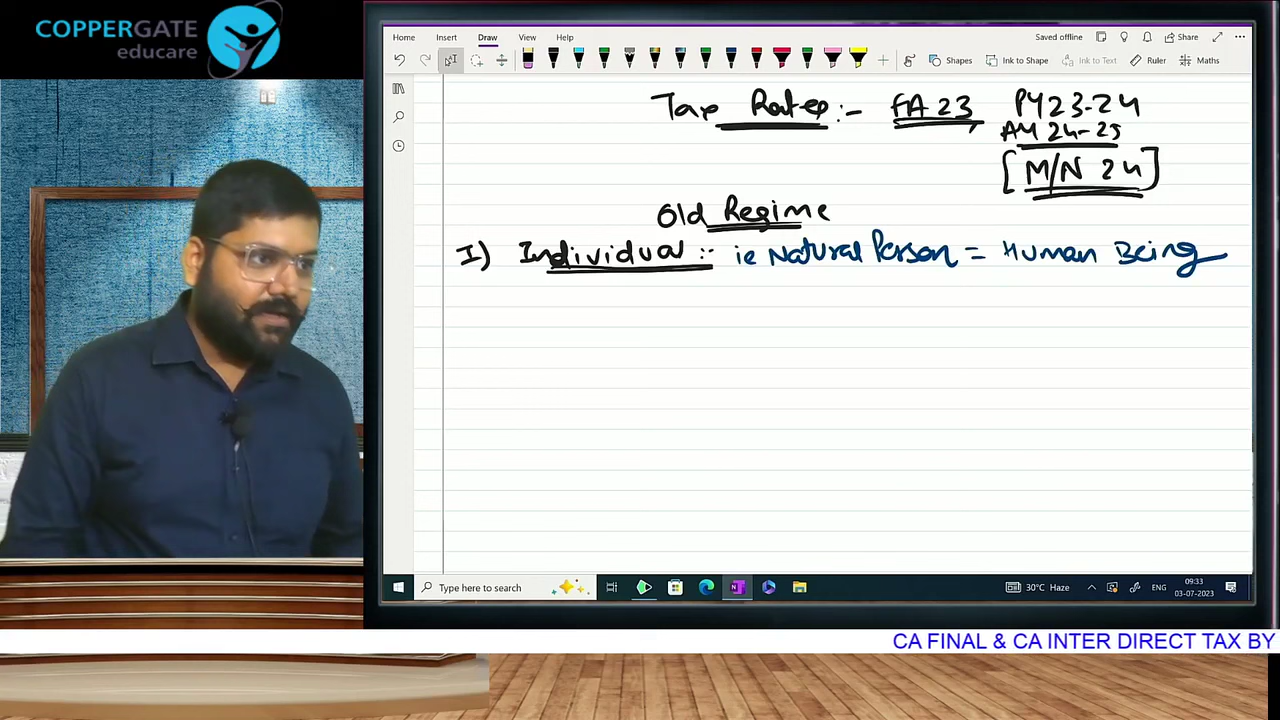 COPPERGATE
educare
Home Insert Draw View Help
Saved offline
Share
Shapes Ink to Shape Ink to Text Ruler Maths
Tax Rates :- FA 23 PY 23-24
AY 24-25
[M/N 24]
Old Regime
I) Individual :- ie Natural Person = Human Being
Type here to search
30°C Haze
ENG
09:33
03-07-2023
CA FINAL & CA INTER DIRECT TAX BY